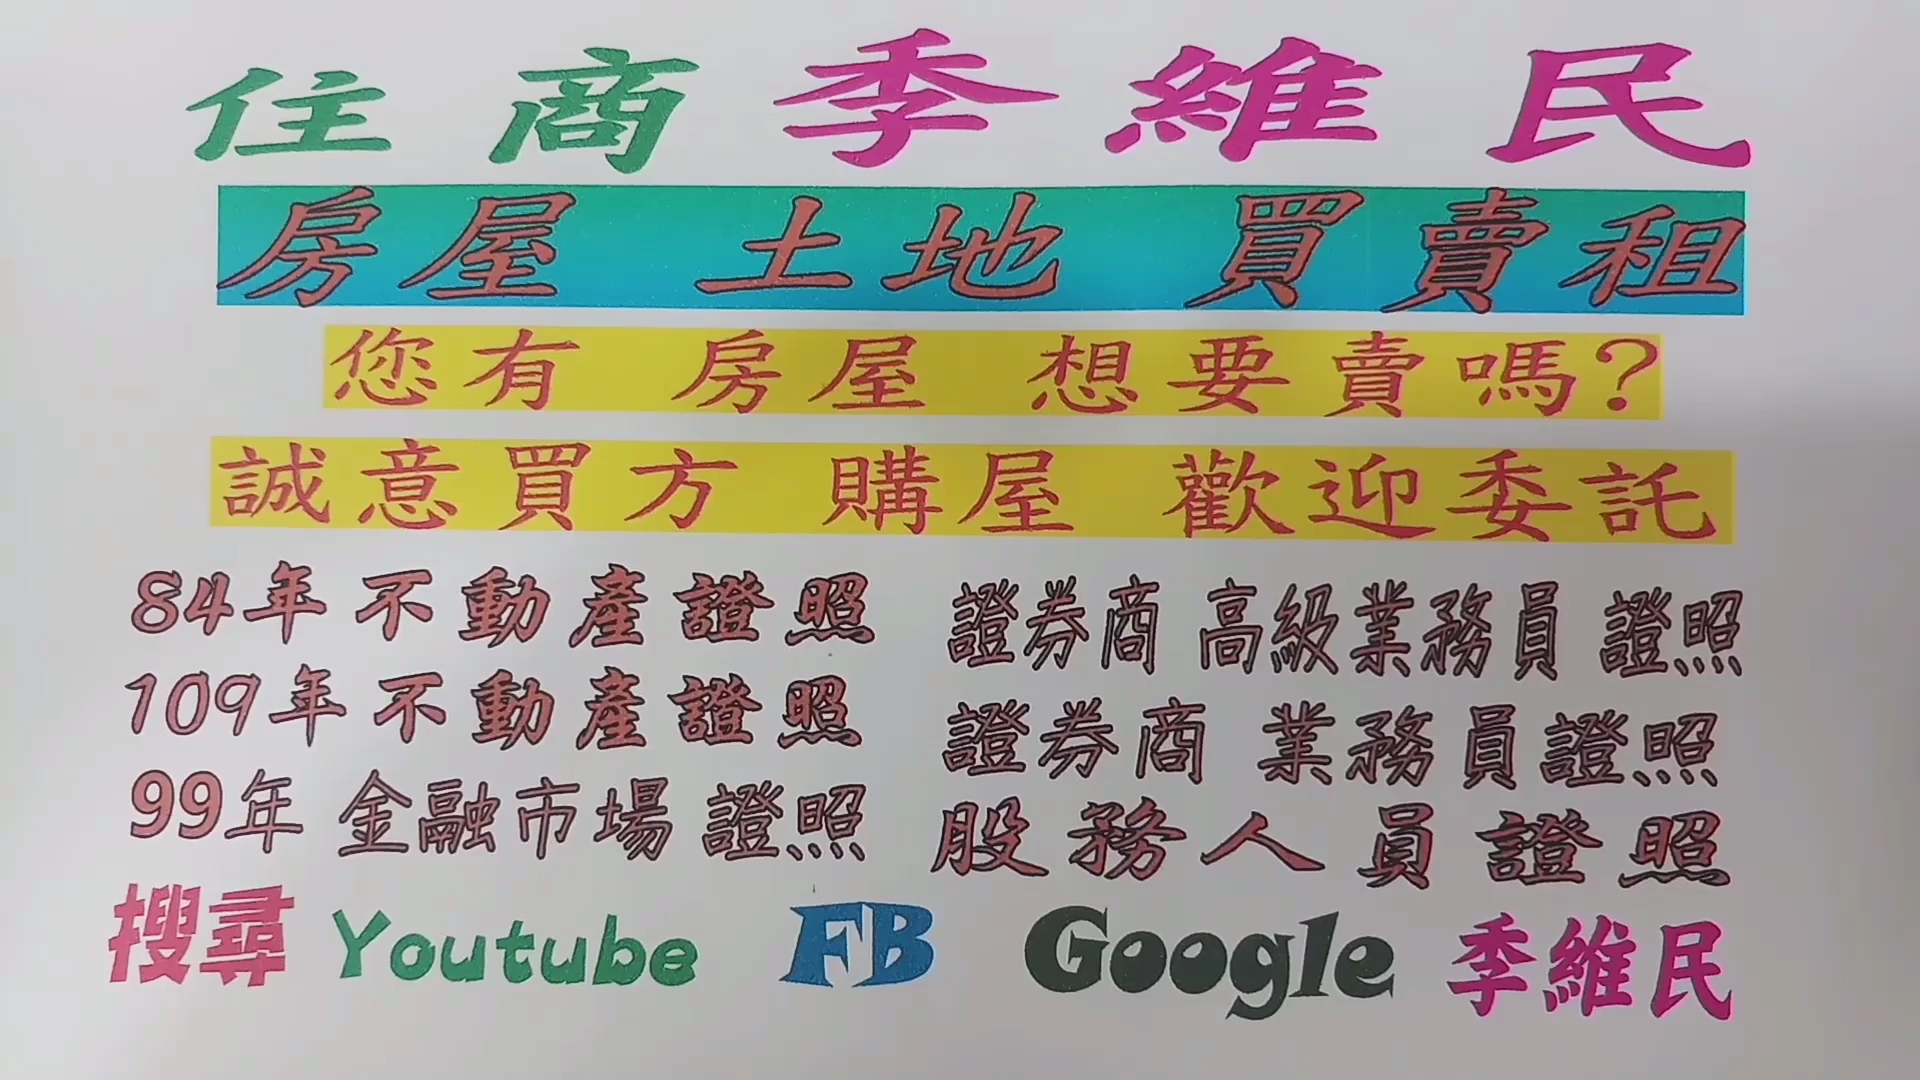 住商季維民
房屋 土地 買賣租
您有 房屋 想要賣嗎?
誠意買方 購屋 歡迎委託
84年不動產證照
109年不動產證照
99年 金融市場 證照
證券商 高級業務員 證照
證券商 業務員證照
股務人員證照
搜尋 Youtube FB Google 季維民